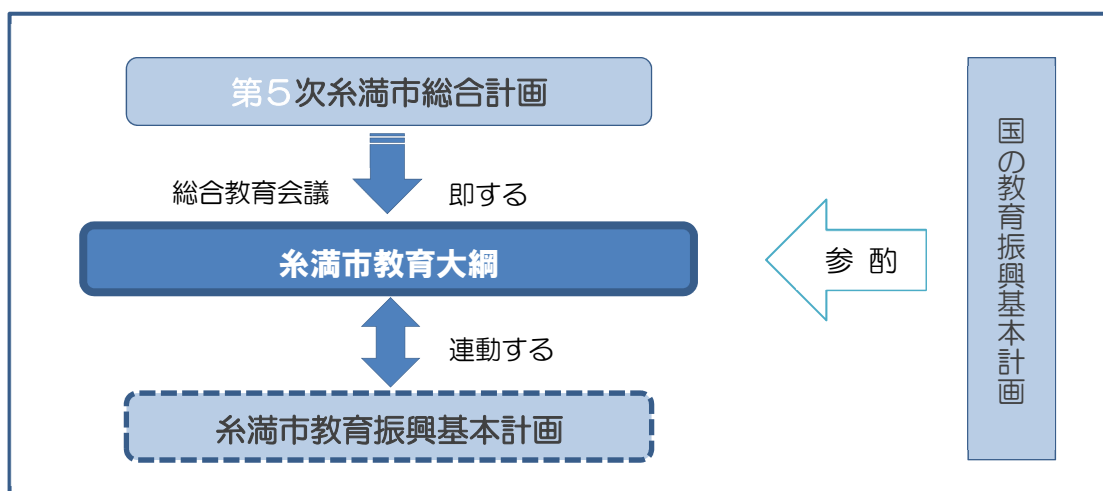 第５次糸満市総合計画
総合教育会議
即する
糸満市教育大綱
参 酌
連動する
糸満市教育振興基本計画
国の教育振興基本計画